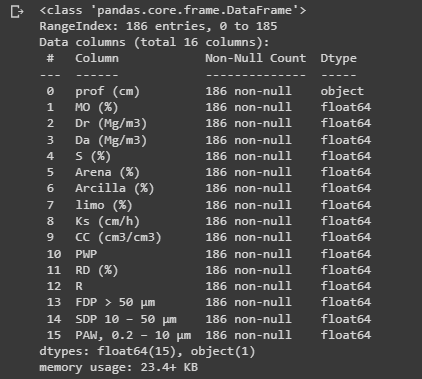 <class 'pandas.core.frame.DataFrame'>
RangeIndex: 186 entries, 0 to 185
Data columns (total 16 columns):
 #   Column           Non-Null Count  Dtype
---  ------           --------------  -----
 0   prof (cm)        186 non-null    object
 1   MO (%)           186 non-null    float64
 2   Dr (Mg/m3)       186 non-null    float64
 3   Da (Mg/m3)       186 non-null    float64
 4   S (%)            186 non-null    float64
 5   Arena (%)        186 non-null    float64
 6   Arcilla (%)      186 non-null    float64
 7   limo (%)         186 non-null    float64
 8   Ks (cm/h)        186 non-null    float64
 9   CC (cm3/cm3)     186 non-null    float64
 10  PWP              186 non-null    float64
 11  RD (%)           186 non-null    float64
 12  R                186 non-null    float64
 13  FDP > 50 µm      186 non-null    float64
 14  SDP 10 – 50 µm   186 non-null    float64
 15  PAW, 0.2 – 10 µm 186 non-null    float64
dtypes: float64(15), object(1)
memory usage: 23.4+ KB